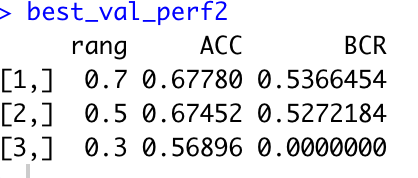 > best_val_perf2
rang ACC BCR
[1,] 0.7 0.67780 0.5366454
[2,] 0.5 0.67452 0.5272184
[3,] 0.3 0.56896 0.0000000